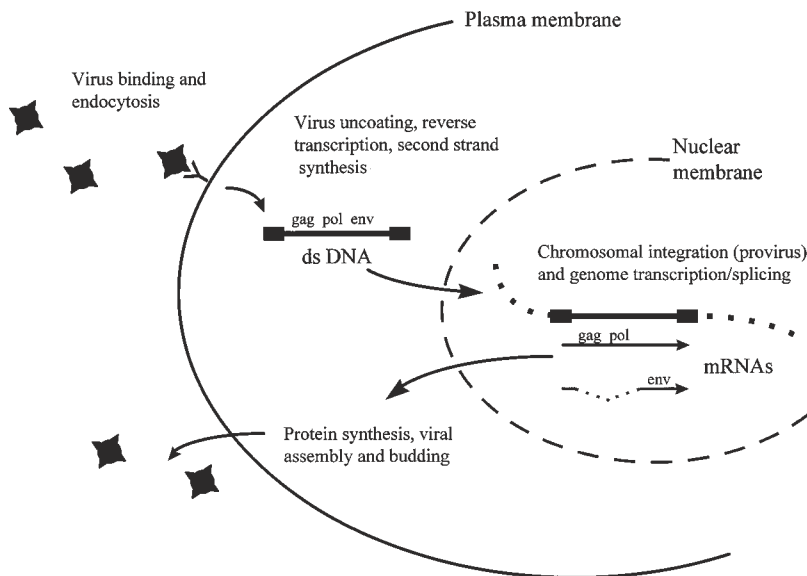 Plasma membrane
Virus binding and
endocytosis
Virus uncoating, reverse
transcription, second strand
synthesis
Nuclear
membrane
gag pol env
ds DNA
Chromosomal integration (provirus)
and genome transcription/splicing
gag pol
mRNAs
env
Protein synthesis, viral
assembly and budding